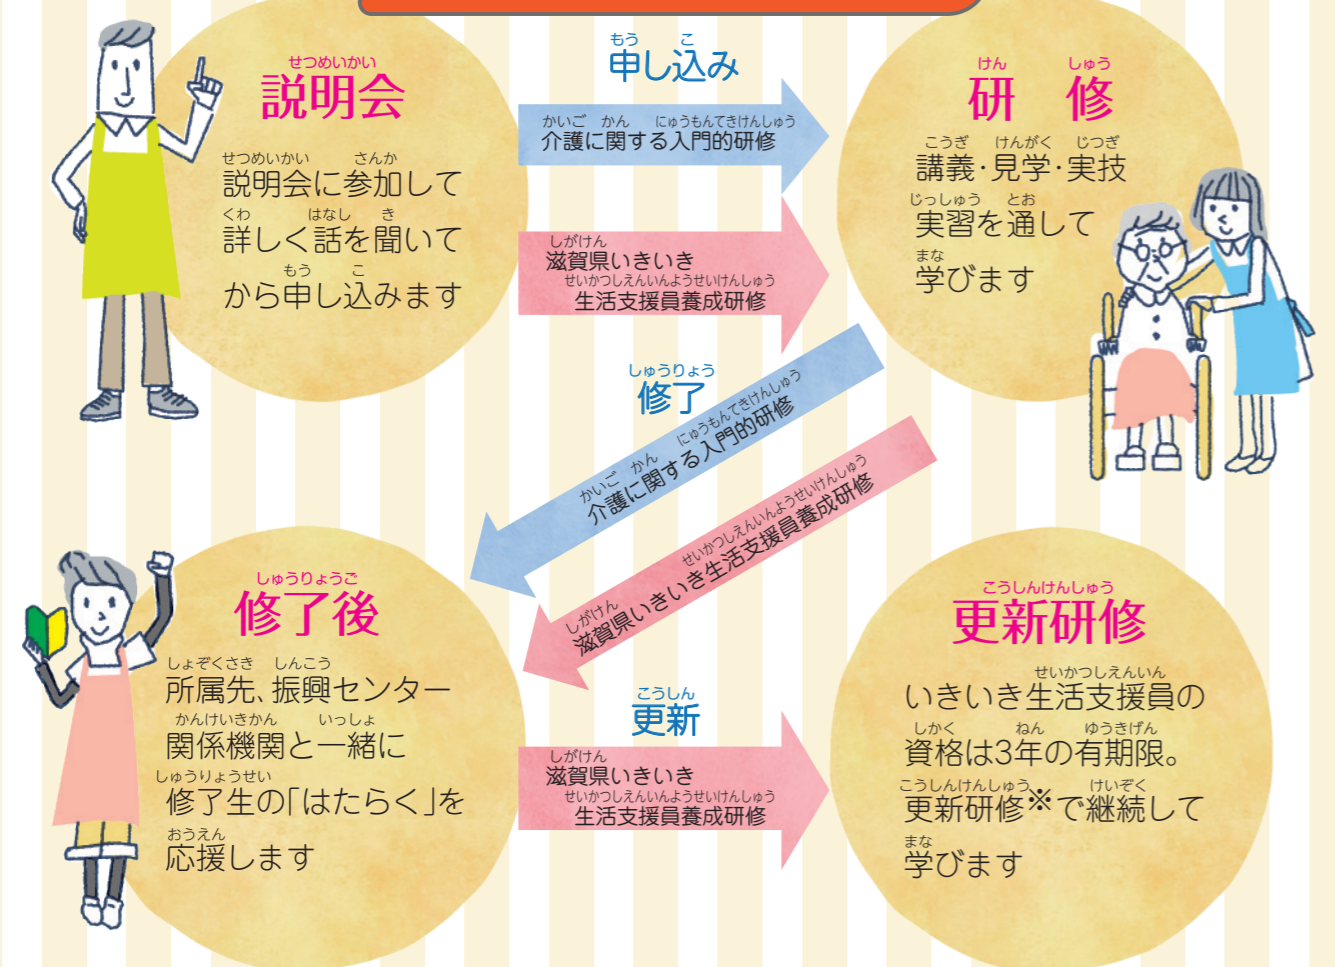 せつめいかい
説明会
せつめいかい さんか
説明会に参加して
くわ はなし き
詳しく話を聞いて
もう こ
から申し込みます
もう こ
申し込み
かいご かん にゅうもんてきけんしゅう
介護に関する入門的研修
しがけん
滋賀県いきいき
せいかつしえんいんようせいけんしゅう
生活支援員養成研修
けん しゅう
研 修
こうぎ けんがく じつぎ
講義・見学・実技
じっしゅう とお
実習を通して
まな
学びます
しゅうりょう
修了
かいご かん にゅうもんてきけんしゅう
介護に関する入門的研修
しがけん せいかつしえんいんようせいけんしゅう
滋賀県いきいき生活支援員養成研修
しゅうりょうご
修了後
しょぞくさき しんこう
所属先、振興センター
かんけいきかん いっしょ
関係機関と一緒に
しゅうりょうせい
修了生の「はたらく」を
おうえん
応援します
こうしん
更新
しがけん
滋賀県いきいき
せいかつしえんいんようせいけんしゅう
生活支援員養成研修
こうしんけんしゅう
更新研修
せいかつしえんいん
いきいき生活支援員の
しかく ねん ゆうきげん
資格は3年の有期限。
こうしんけんしゅう けいぞく
更新研修※で継続して
まな
学びます